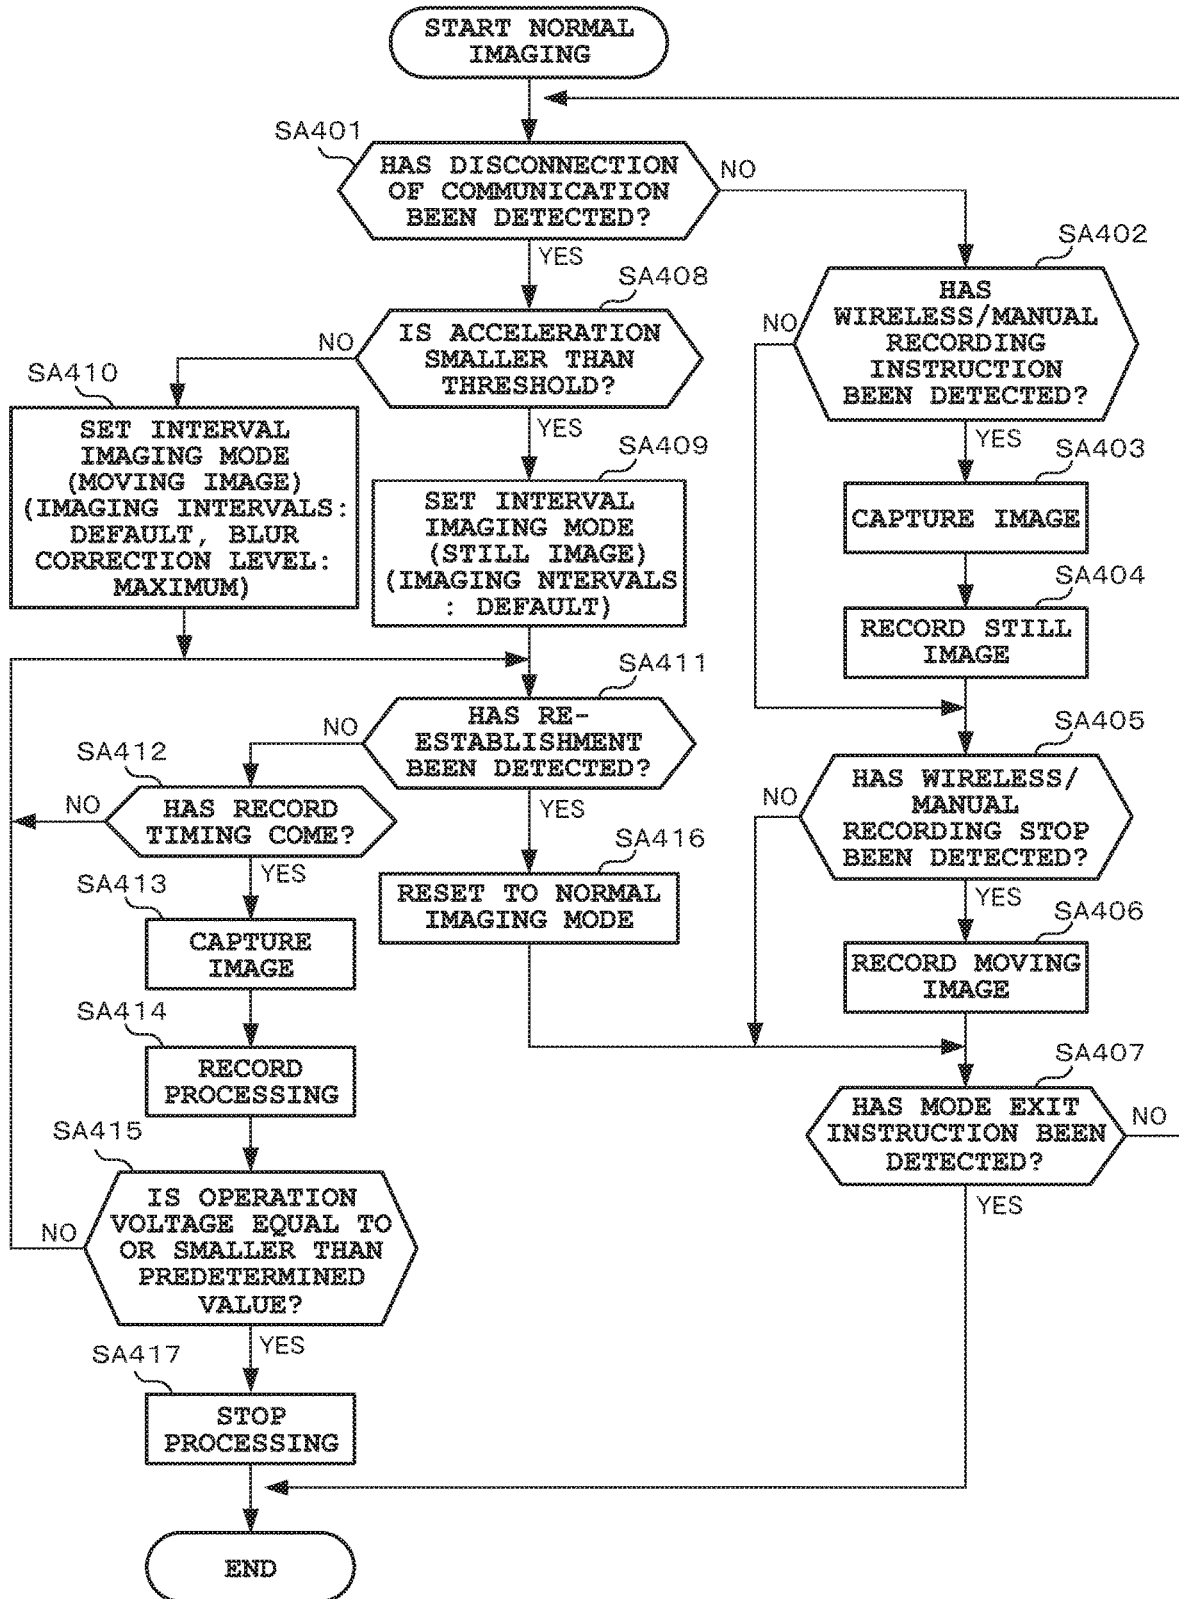 START NORMAL
IMAGING
SA401
HAS DISCONNECTION
OF COMMUNICATION
BEEN DETECTED?
NO
YES
SA402
HAS
WIRELESS/MANUAL
RECORDING
INSTRUCTION
BEEN DETECTED?
NO
YES
SA403
CAPTURE IMAGE
SA404
RECORD STILL
IMAGE
SA405
HAS WIRELESS/
MANUAL
RECORDING STOP
BEEN DETECTED?
NO
YES
SA406
RECORD MOVING
IMAGE
SA407
HAS MODE EXIT
INSTRUCTION BEEN
DETECTED?
NO
YES
SA408
IS ACCELERATION
SMALLER THAN
THRESHOLD?
NO
YES
SA409
SET INTERVAL
IMAGING MODE
(STILL IMAGE)
(IMAGING NTERVALS
: DEFAULT)
SA410
SET INTERVAL
IMAGING MODE
(MOVING IMAGE)
(IMAGING INTERVALS:
DEFAULT, BLUR
CORRECTION LEVEL:
MAXIMUM)
SA411
HAS RE-
ESTABLISHMENT
BEEN DETECTED?
NO
YES
SA416
RESET TO NORMAL
IMAGING MODE
SA412
HAS RECORD
TIMING COME?
NO
YES
SA413
CAPTURE
IMAGE
SA414
RECORD
PROCESSING
SA415
IS OPERATION
VOLTAGE EQUAL TO
OR SMALLER THAN
PREDETERMINED
VALUE?
NO
YES
SA417
STOP
PROCESSING
END